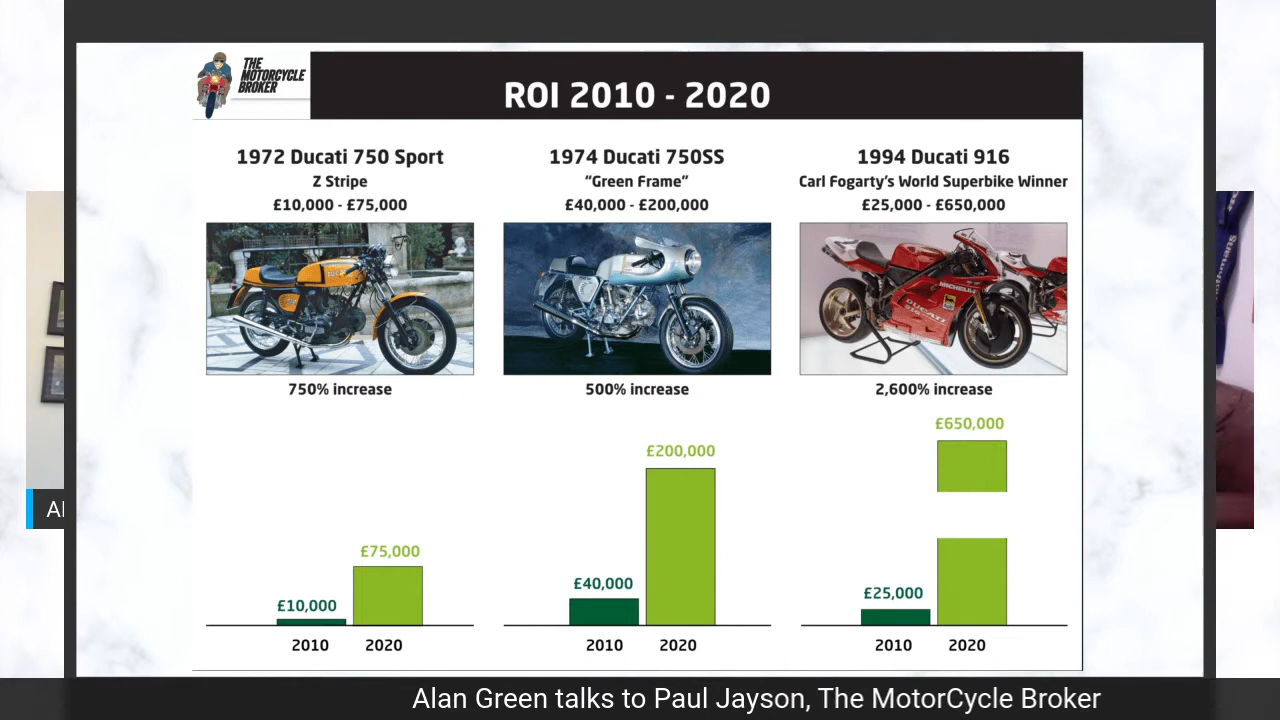 THE
MOTORCYCLE
BROKER
ROI 2010 - 2020
1972 Ducati 750 Sport
Z Stripe
£10,000 - £75,000
1974 Ducati 750SS
"Green Frame"
£40,000 - £200,000
1994 Ducati 916
Carl Fogarty's World Superbike Winner
£25,000 - £650,000
MICHELIN
DUCATI
750% increase
500% increase
2,600% increase
£10,000
£75,000
2010
2020
£40,000
£200,000
2010
2020
£25,000
£650,000
2010
2020
Alan Green talks to Paul Jayson, The MotorCycle Broker